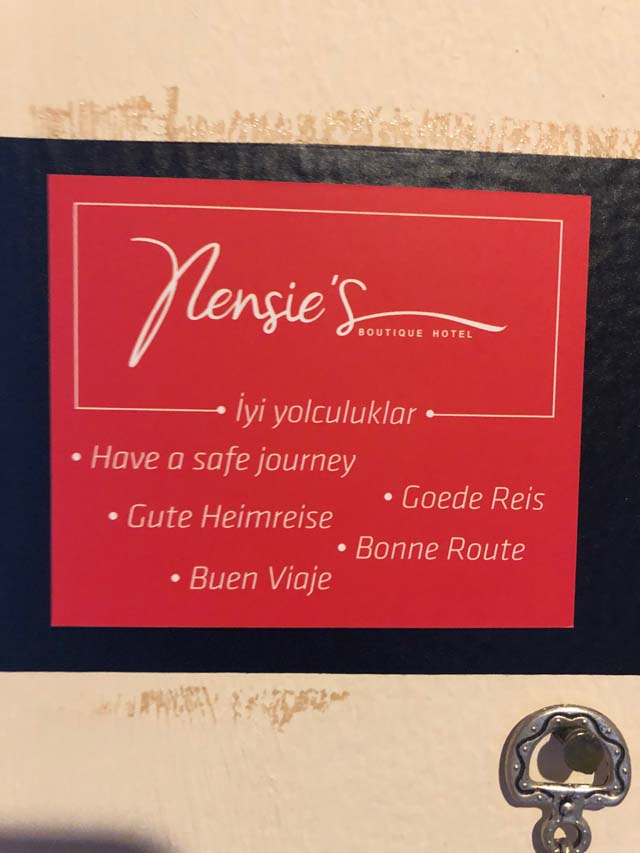 Nensie's
BOUTIQUE HOTEL
İyi yolculuklar
• Have a safe journey
• Goede Reis
• Gute Heimreise
• Bonne Route
• Buen Viaje